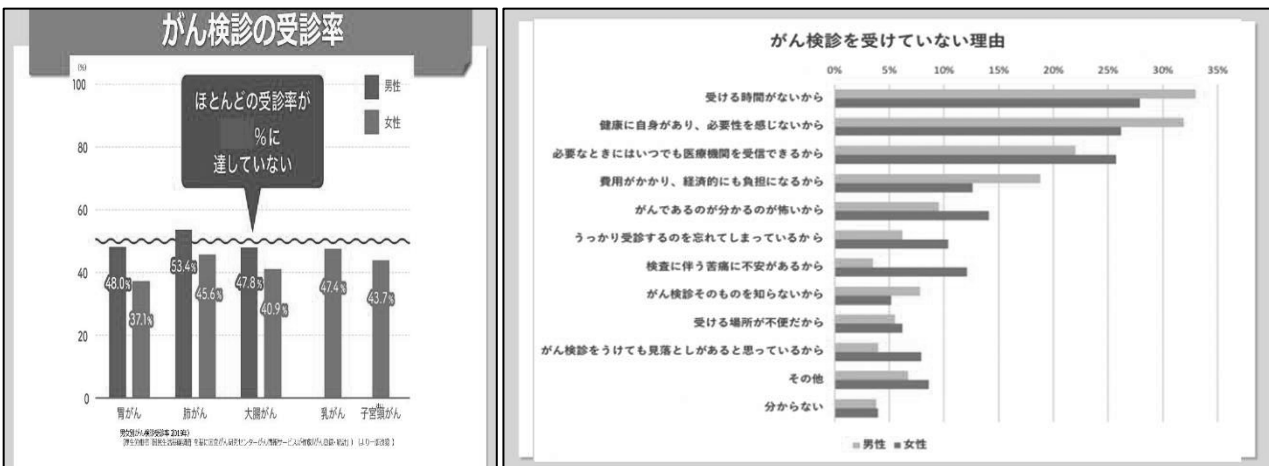 がん検診の受診率
(%)
100
80
60
40
20
0
男性
女性
ほとんどの受診率が
%に
達していない
48.0%
37.1%
53.4%
45.6%
47.8%
40.9%
47.4%
43.7%
胃がん
肺がん
大腸がん
乳がん
子宮頸がん
がん検診を受けていない理由
0%
5%
10%
15%
20%
25%
30%
35%
受ける時間がないから
健康に自身があり、必要性を感じないから
必要なときにはいつでも医療機関を受信できるから
費用がかかり、経済的にも負担になるから
がんであるのが分かるのが怖いから
うっかり受診するのを忘れてしまっているから
検査に伴う苦痛に不安があるから
がん検診そのものを知らないから
受ける場所が不便だから
がん検診をうけても見落としがあると思っているから
その他
分からない
男性 女性